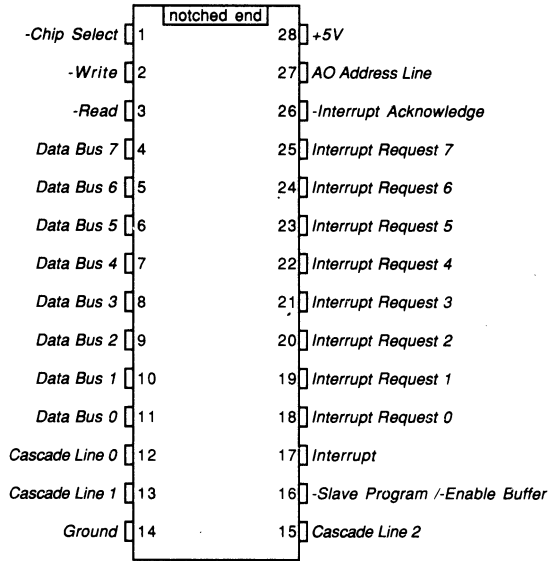 notched end
-Chip Select 1 28 +5V
-Write 2 27 AO Address Line
-Read 3 26 -Interrupt Acknowledge
Data Bus 7 4 25 Interrupt Request 7
Data Bus 6 5 24 Interrupt Request 6
Data Bus 5 6 23 Interrupt Request 5
Data Bus 4 7 22 Interrupt Request 4
Data Bus 3 8 21 Interrupt Request 3
Data Bus 2 9 20 Interrupt Request 2
Data Bus 1 10 19 Interrupt Request 1
Data Bus 0 11 18 Interrupt Request 0
Cascade Line 0 12 17 Interrupt
Cascade Line 1 13 16 -Slave Program /-Enable Buffer
Ground 14 15 Cascade Line 2